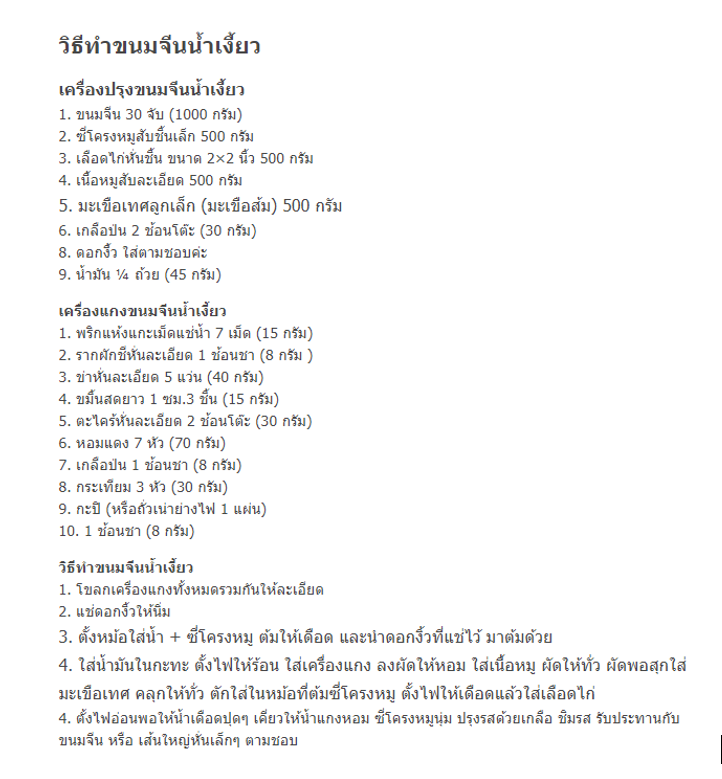 วิธีทำขนมจีนน้ำเงี้ยว
เครื่องปรุงขนมจีนน้ำเงี้ยว
1. ขนมจีน 30 จับ (1000 กรัม)
2. ซี่โครงหมูสับชิ้นเล็ก 500 กรัม
3. เลือดไก่หั่นชิ้น ขนาด 2×2 นิ้ว 500 กรัม
4. เนื้อหมูสับละเอียด 500 กรัม
5. มะเขือเทศลูกเล็ก (มะเขือส้ม) 500 กรัม
6. เกลือป่น 2 ช้อนโต๊ะ (30 กรัม)
8. ดอกงิ้ว ใส่ตามชอบค่ะ
9. น้ำมัน ¼ ถ้วย (45 กรัม)
เครื่องแกงขนมจีนน้ำเงี้ยว
1. พริกแห้งแกะเม็ดแช่น้ำ 7 เม็ด (15 กรัม)
2. รากผักชีหั่นละเอียด 1 ช้อนชา (8 กรัม )
3. ข่าหั่นละเอียด 5 แว่น (40 กรัม)
4. ขมิ้นสดยาว 1 ซม.3 ชิ้น (15 กรัม)
5. ตะไคร้หั่นละเอียด 2 ช้อนโต๊ะ (30 กรัม)
6. หอมแดง 7 หัว (70 กรัม)
7. เกลือป่น 1 ช้อนชา (8 กรัม)
8. กระเทียม 3 หัว (30 กรัม)
9. กะปิ (หรือถั่วเน่าย่างไฟ 1 แผ่น)
10. 1 ช้อนชา (8 กรัม)
วิธีทำขนมจีนน้ำเงี้ยว
1. โขลกเครื่องแกงทั้งหมดรวมกันให้ละเอียด
2. แช่ดอกงิ้วให้นิ่ม
3. ตั้งหม้อใส่น้ำ + ซี่โครงหมู ต้มให้เดือด และนำดอกงิ้วที่แช่ไว้ มาต้มด้วย
4. ใส่น้ำมันในกะทะ ตั้งไฟให้ร้อน ใส่เครื่องแกง ลงผัดให้หอม ใส่เนื้อหมู ผัดให้ทั่ว ผัดพอสุกใส่
มะเขือเทศ คลุกให้ทั่ว ตักใส่ในหม้อที่ต้มซี่โครงหมู ตั้งไฟให้เดือดแล้วใส่เลือดไก่
4. ตั้งไฟอ่อนพอให้น้ำเดือดปุดๆ เคี่ยวให้น้ำแกงหอม ซี่โครงหมูนุ่ม ปรุงรสด้วยเกลือ ชิมรส รับประทานกับ
ขนมจีน หรือ เส้นใหญ่หั่นเล็กๆ ตามชอบ